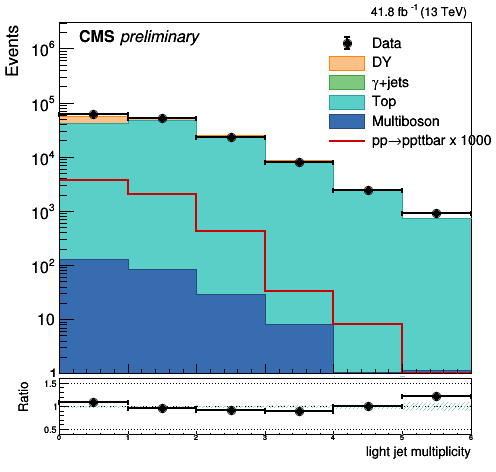 41.8 fb⁻¹ (13 TeV)
CMS preliminary
Events
Data
DY
γ+jets
Top
Multiboson
pp→ppttbar x 1000
10⁶
10⁵
10⁴
10³
10²
10
1
Ratio
1.5
1
0.5
0 1 2 3 4 5 6
light jet multiplicity